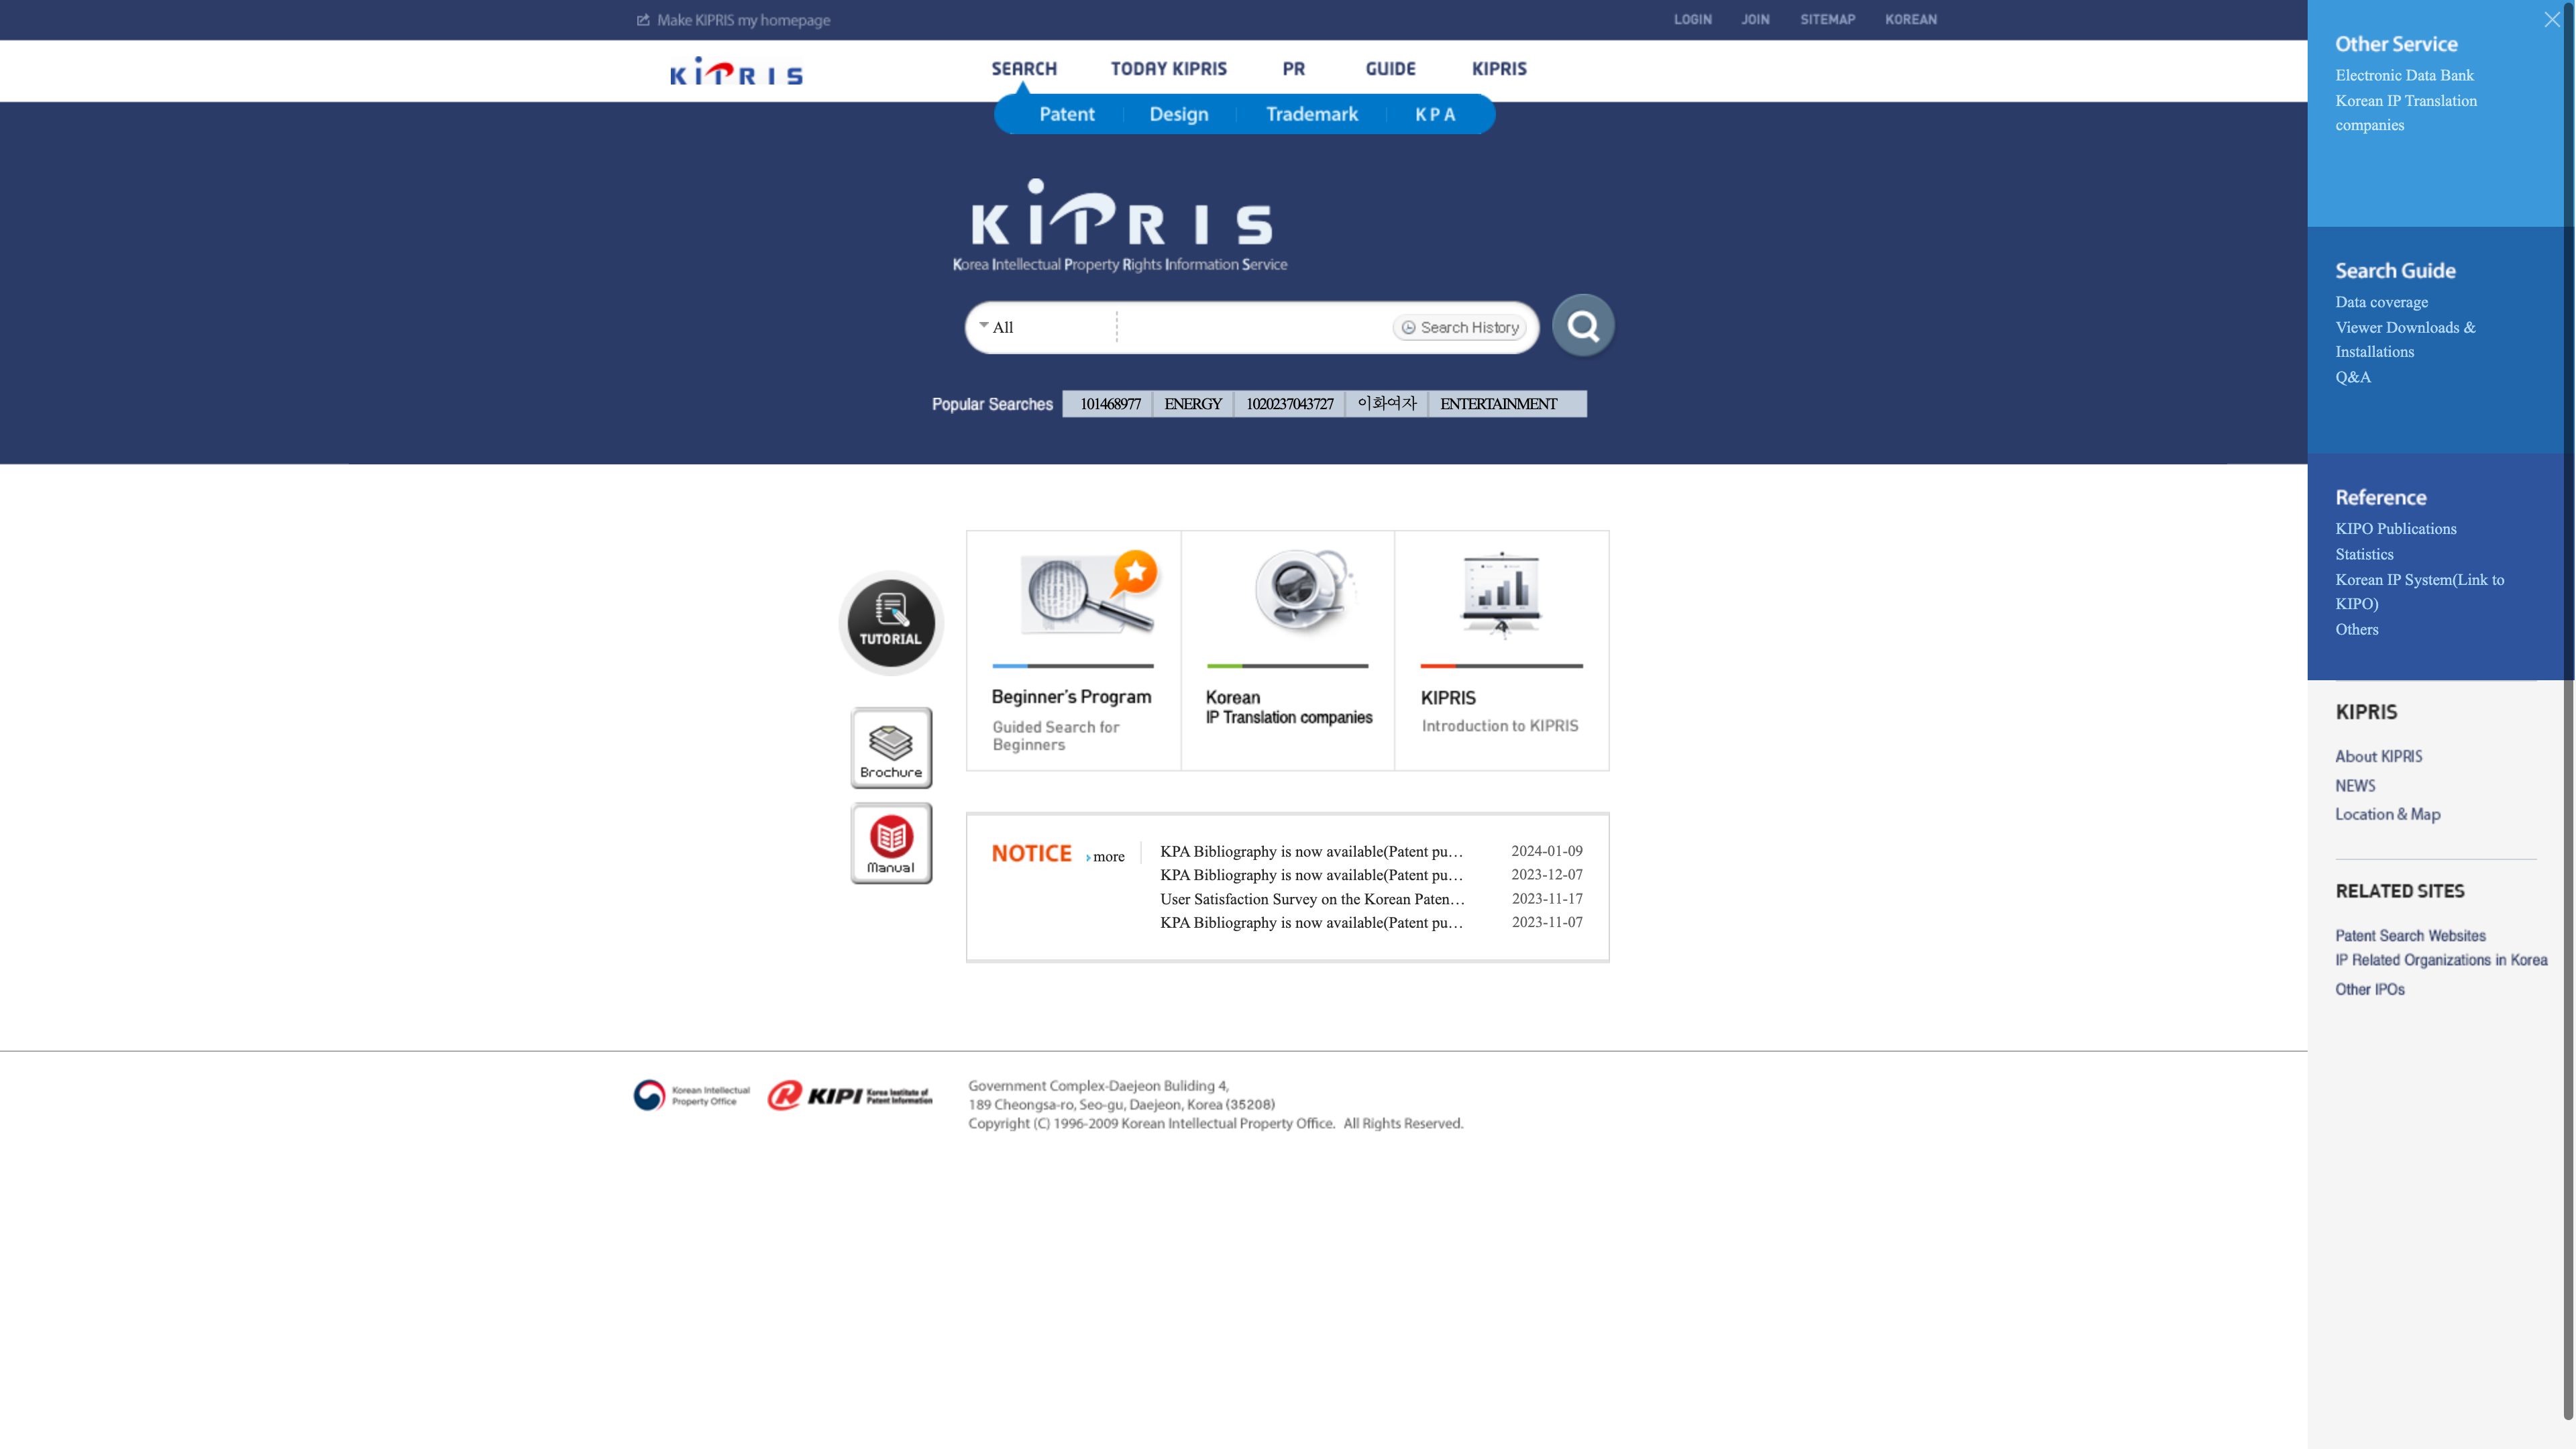 Make KIPRIS my homepage
LOGIN JOIN SITEMAP KOREAN
KIPRIS
SEARCH TODAY KIPRIS PR GUIDE KIPRIS
Patent Design Trademark KPA
KIPRIS
Korea Intellectual Property Rights Information Service
All Search History
Popular Searches 101468977 ENERGY 1020237043727 이화여자 ENTERTAINMENT
TUTORIAL
Brochure
Manual
Beginner's Program
Guided Search for
Beginners
Korean
IP Translation companies
KIPRIS
Introduction to KIPRIS
NOTICE more
KPA Bibliography is now available(Patent pu… 2024-01-09
KPA Bibliography is now available(Patent pu… 2023-12-07
User Satisfaction Survey on the Korean Paten… 2023-11-17
KPA Bibliography is now available(Patent pu… 2023-11-07
Korean Intellectual
Property Office
KIPI Korea Institute of
Patent Information
Government Complex-Daejeon Buliding 4,
189 Cheongsa-ro, Seo-gu, Daejeon, Korea (35208)
Copyright (C) 1996-2009 Korean Intellectual Property Office. All Rights Reserved.
Other Service
Electronic Data Bank
Korean IP Translation
companies
Search Guide
Data coverage
Viewer Downloads &
Installations
Q&A
Reference
KIPO Publications
Statistics
Korean IP System(Link to
KIPO)
Others
KIPRIS
About KIPRIS
NEWS
Location & Map
RELATED SITES
Patent Search Websites
IP Related Organizations in Korea
Other IPOs